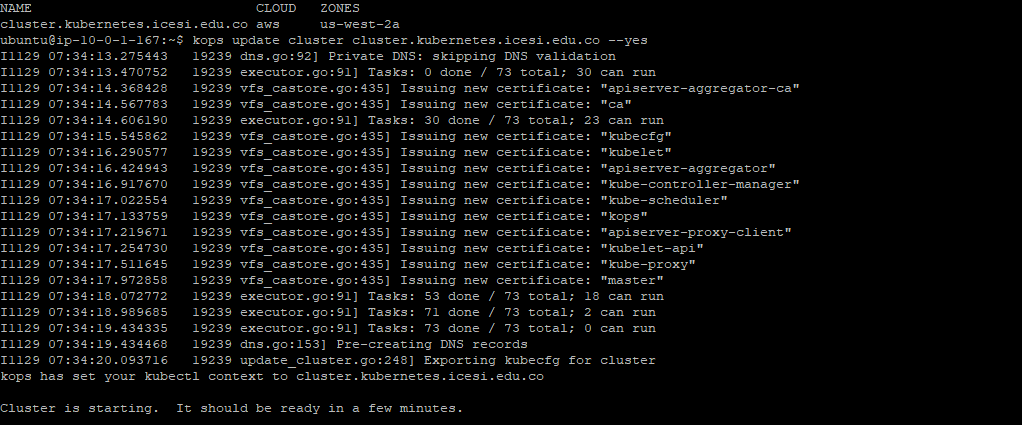 NAME CLOUD ZONES
cluster.kubernetes.icesi.edu.co aws us-west-2a
ubuntu@ip-10-0-1-167:~$ kops update cluster cluster.kubernetes.icesi.edu.co --yes
I1129 07:34:13.275443 19239 dns.go:92] Private DNS: skipping DNS validation
I1129 07:34:13.470752 19239 executor.go:91] Tasks: 0 done / 73 total; 30 can run
I1129 07:34:14.368428 19239 vfs_castore.go:435] Issuing new certificate: "apiserver-aggregator-ca"
I1129 07:34:14.567783 19239 vfs_castore.go:435] Issuing new certificate: "ca"
I1129 07:34:14.606190 19239 executor.go:91] Tasks: 30 done / 73 total; 23 can run
I1129 07:34:15.545862 19239 vfs_castore.go:435] Issuing new certificate: "kubecfg"
I1129 07:34:16.290577 19239 vfs_castore.go:435] Issuing new certificate: "kubelet"
I1129 07:34:16.424943 19239 vfs_castore.go:435] Issuing new certificate: "apiserver-aggregator"
I1129 07:34:16.917670 19239 vfs_castore.go:435] Issuing new certificate: "kube-controller-manager"
I1129 07:34:17.022554 19239 vfs_castore.go:435] Issuing new certificate: "kube-scheduler"
I1129 07:34:17.133759 19239 vfs_castore.go:435] Issuing new certificate: "kops"
I1129 07:34:17.219671 19239 vfs_castore.go:435] Issuing new certificate: "apiserver-proxy-client"
I1129 07:34:17.254730 19239 vfs_castore.go:435] Issuing new certificate: "kubelet-api"
I1129 07:34:17.511645 19239 vfs_castore.go:435] Issuing new certificate: "kube-proxy"
I1129 07:34:17.972858 19239 vfs_castore.go:435] Issuing new certificate: "master"
I1129 07:34:18.072772 19239 executor.go:91] Tasks: 53 done / 73 total; 18 can run
I1129 07:34:18.989685 19239 executor.go:91] Tasks: 71 done / 73 total; 2 can run
I1129 07:34:19.434335 19239 executor.go:91] Tasks: 73 done / 73 total; 0 can run
I1129 07:34:19.434468 19239 dns.go:153] Pre-creating DNS records
I1129 07:34:20.093716 19239 update_cluster.go:248] Exporting kubecfg for cluster
kops has set your kubectl context to cluster.kubernetes.icesi.edu.co
Cluster is starting.  It should be ready in a few minutes.